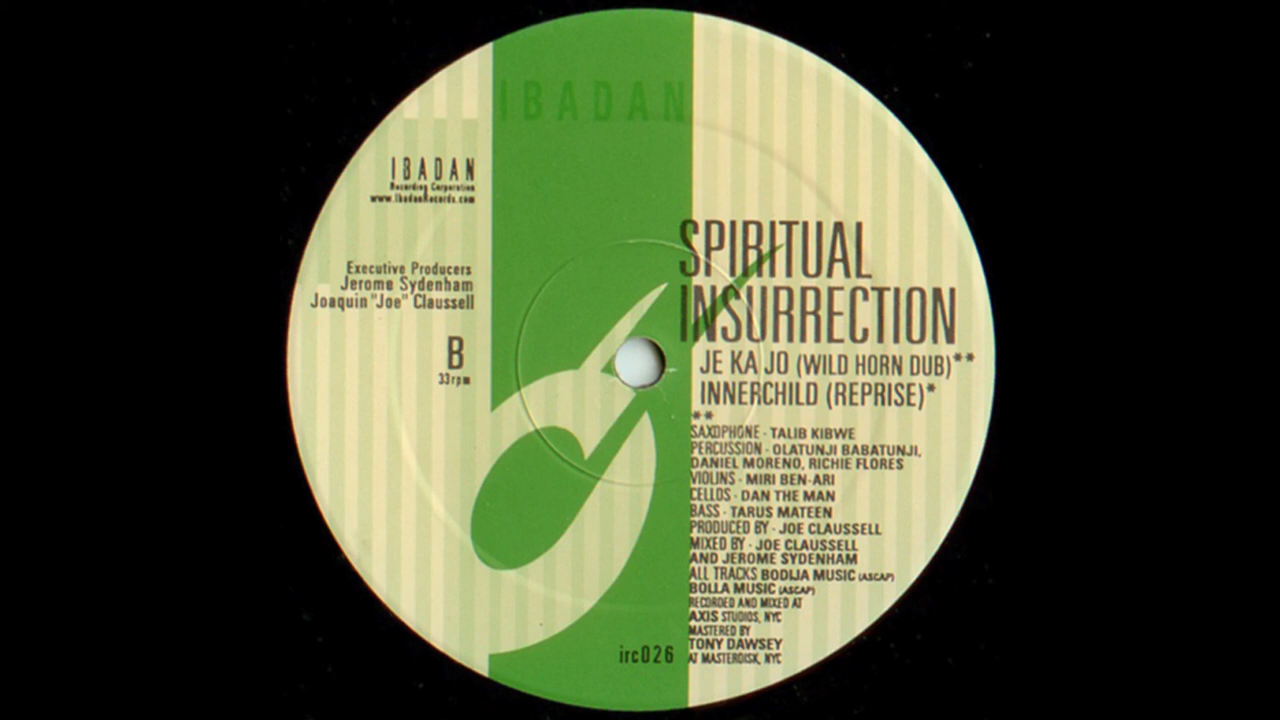 IBADAN
IBADAN
Recording Corporation
www.IbadanRecords.com
Executive Producers
Jerome Sydenham
Joaquin "Joe" Claussell
B
33rpm
SPIRITUAL
INSURRECTION
JE KA JO (WILD HORN DUB)**
INNERCHILD (REPRISE)*
**
SAXOPHONE - TALIB KIBWE
PERCUSSION - OLATUNJI BABATUNJI,
DANIEL MORENO, RICHIE FLORES
VIOLINS - MIRI BEN-ARI
CELLOS - DAN THE MAN
BASS - TARUS MATEEN
PRODUCED BY - JOE CLAUSSELL
MIXED BY - JOE CLAUSSELL
AND JEROME SYDENHAM
ALL TRACKS BODIJA MUSIC (ASCAP)
BOLLA MUSIC (ASCAP)
RECORDED AND MIXED AT
AXIS STUDIOS, NYC
MASTERED BY
TONY DAWSEY
AT MASTERDISK, NYC
irc026